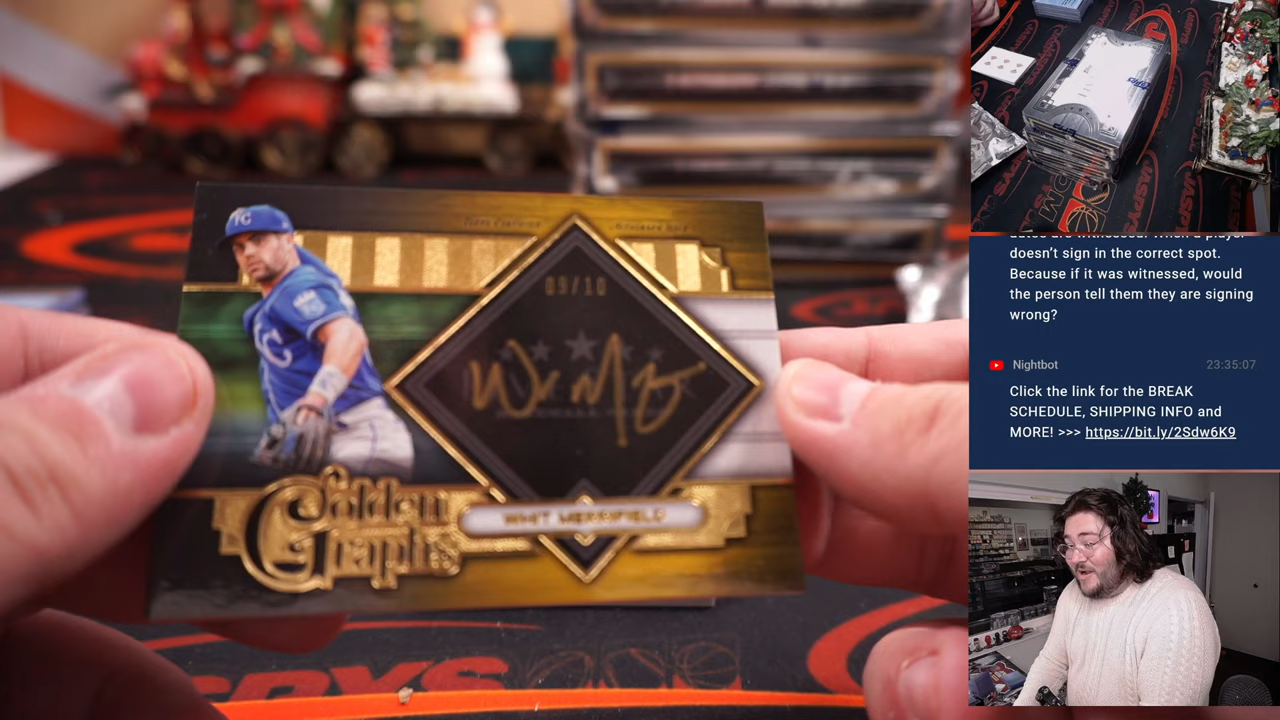 KC
09/10
Golden
Graphs
WHIT MERRIFIELD
JASPYS
doesn't sign in the correct spot.
Because if it was witnessed, would
the person tell them they are signing
wrong?
Nightbot
23:35:07
Click the link for the BREAK
SCHEDULE, SHIPPING INFO and
MORE! >>> https://bit.ly/2Sdw6K9